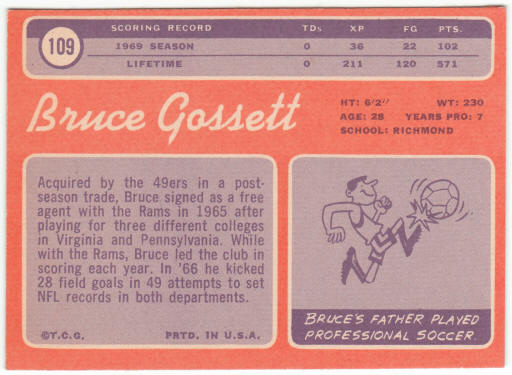 109
SCORING RECORD TDs XP FG PTS.
1969 SEASON 0 36 22 102
LIFETIME 0 211 120 571
Bruce Gossett
HT: 6'2" WT: 230
AGE: 28 YEARS PRO: 7
SCHOOL: RICHMOND
Acquired by the 49ers in a post-
season trade, Bruce signed as a free
agent with the Rams in 1965 after
playing for three different colleges
in Virginia and Pennsylvania. While
with the Rams, Bruce led the club in
scoring each year. In '66 he kicked
28 field goals in 49 attempts to set
NFL records in both departments.
©T.C.G. PRTD. IN U.S.A.
BRUCE'S FATHER PLAYED
PROFESSIONAL SOCCER.